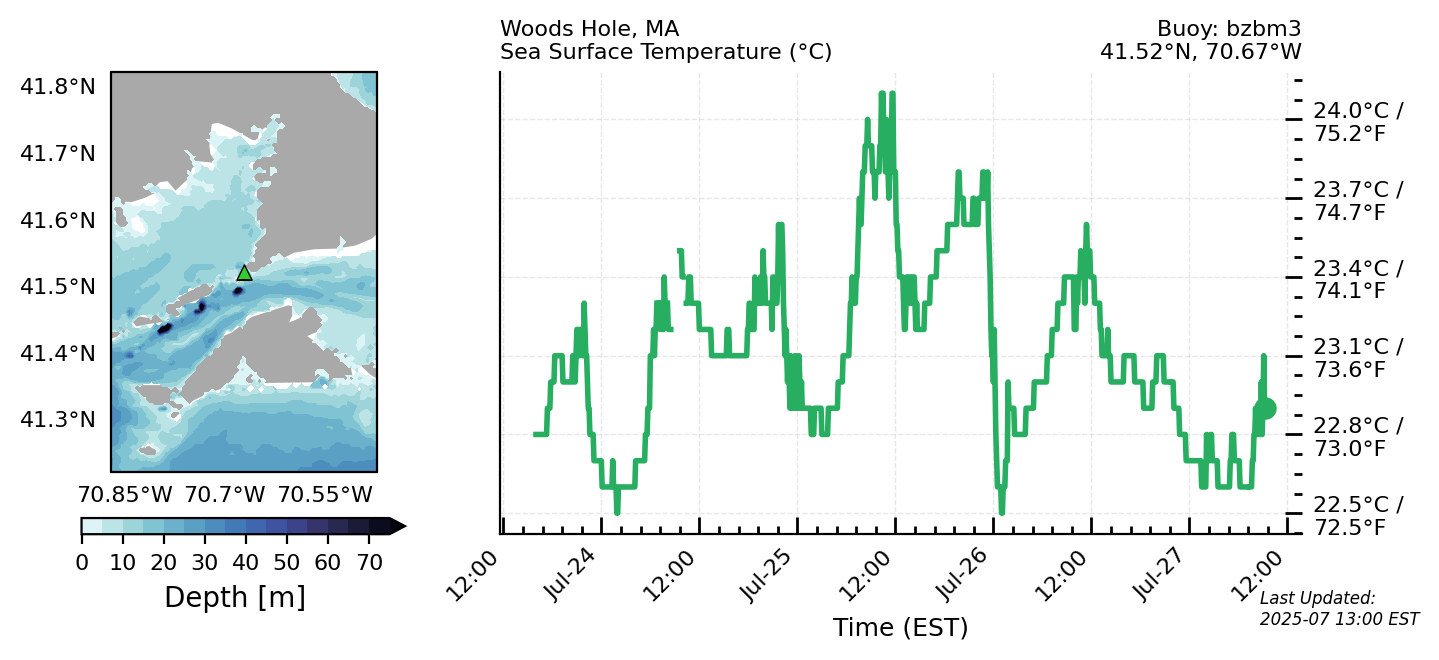 Woods Hole, MA
Sea Surface Temperature (°C)
Buoy: bzbm3
41.52°N, 70.67°W
41.8°N
41.7°N
41.6°N
41.5°N
41.4°N
41.3°N
70.85°W 70.7°W 70.55°W
0 10 20 30 40 50 60 70
Depth [m]
24.0°C /
75.2°F
23.7°C /
74.7°F
23.4°C /
74.1°F
23.1°C /
73.6°F
22.8°C /
73.0°F
22.5°C /
72.5°F
12:00 Jul-24 12:00 Jul-25 12:00 Jul-26 12:00 Jul-27 12:00
Time (EST)
Last Updated:
2025-07 13:00 EST